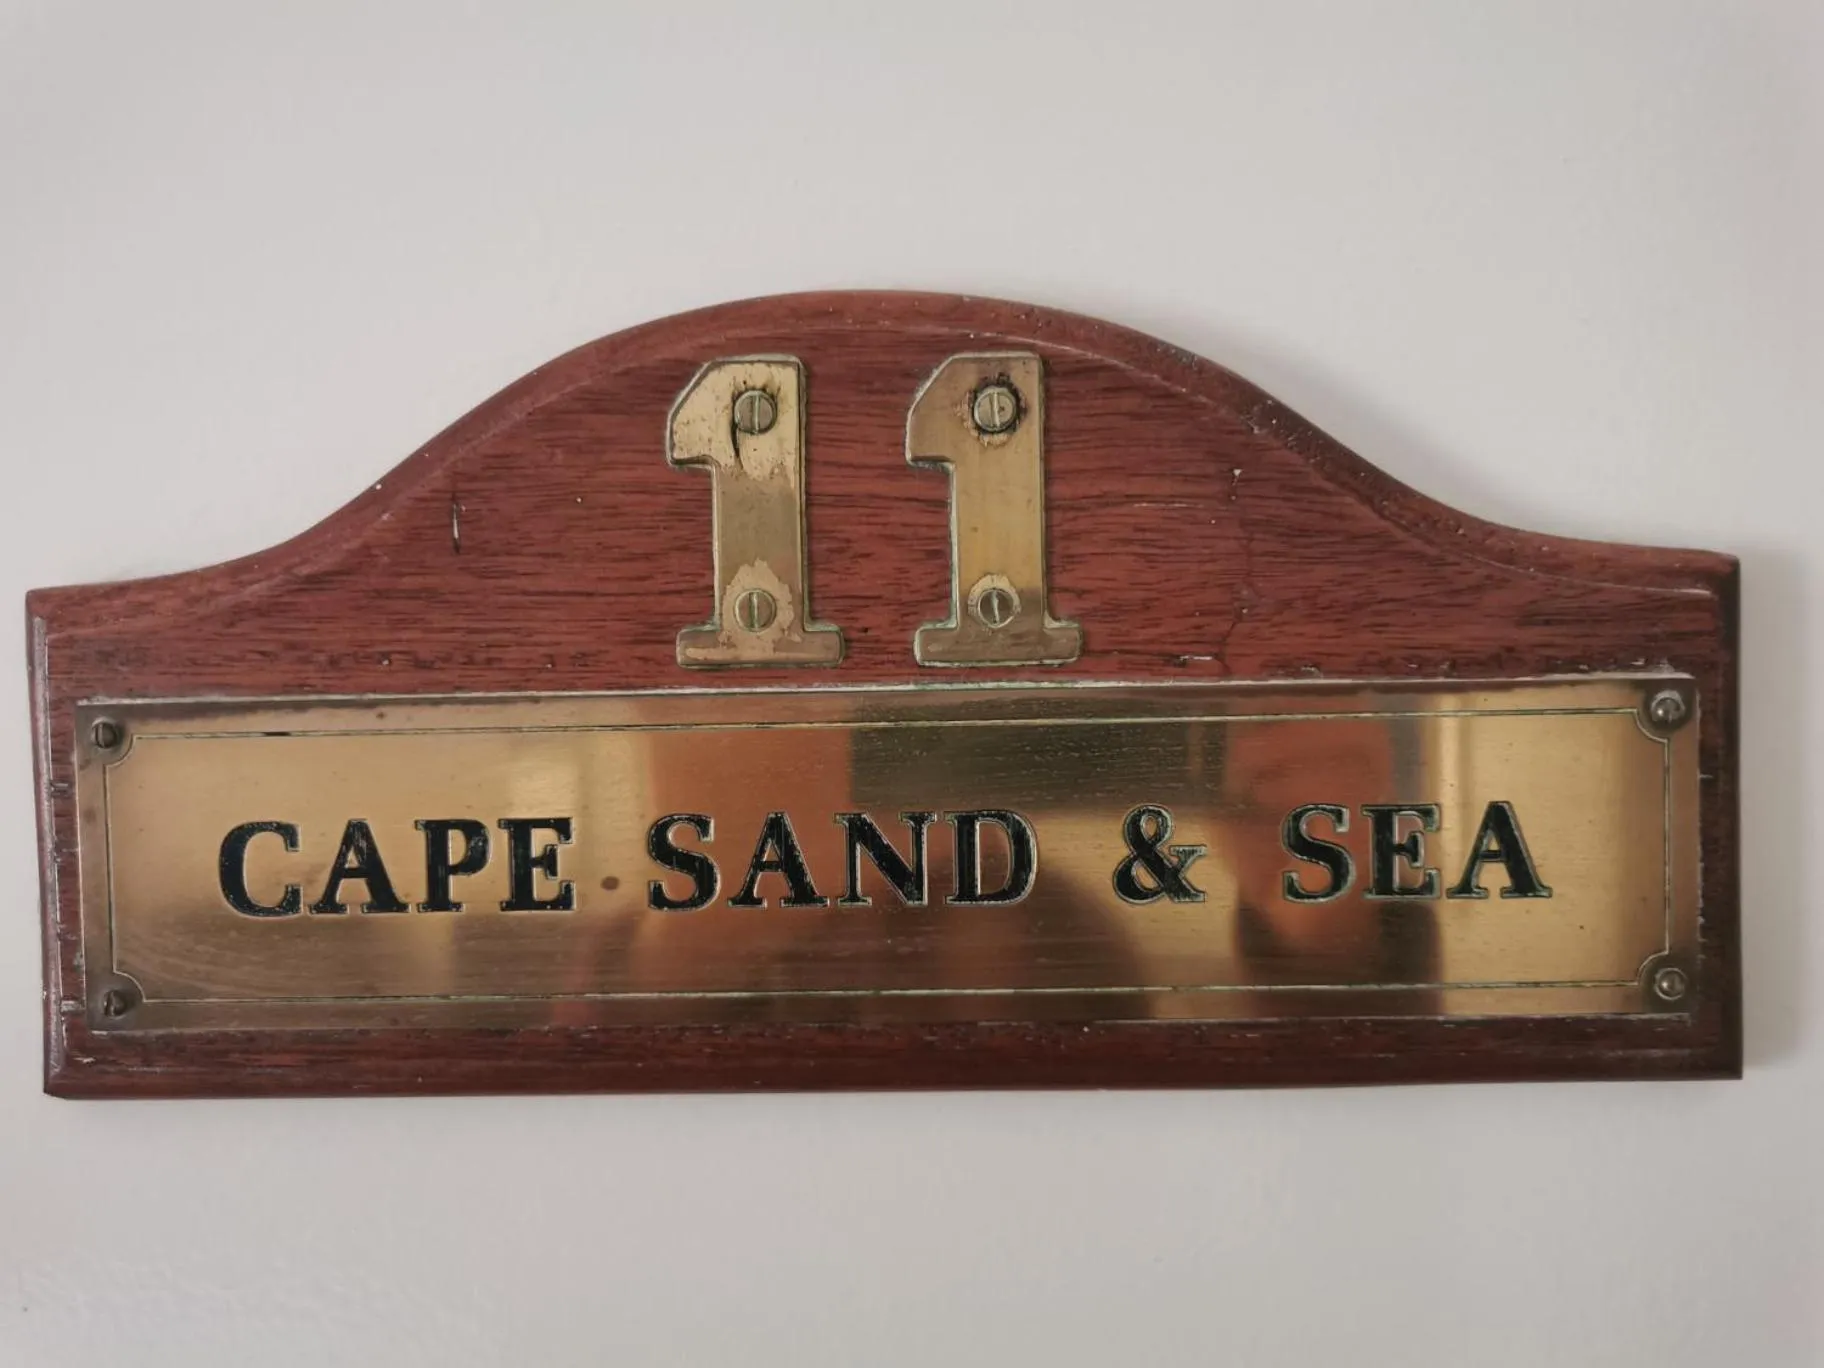 11
CAPE SAND & SEA